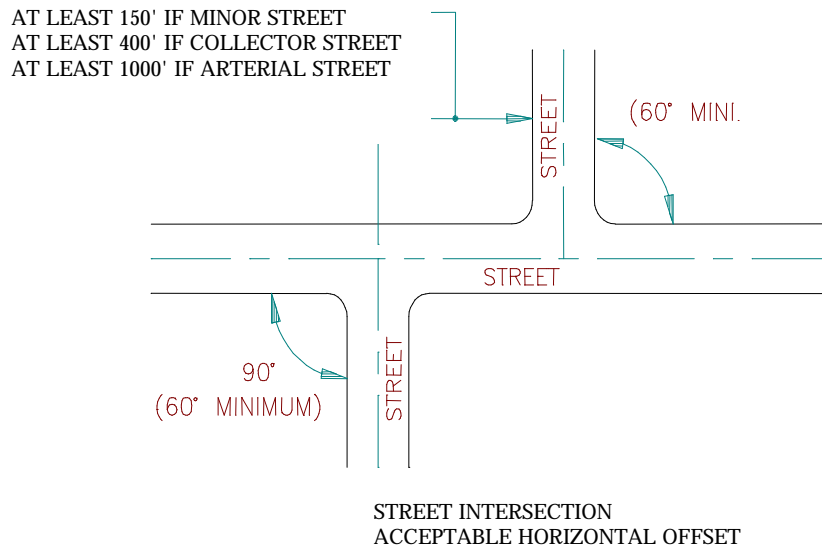 AT LEAST 150' IF MINOR STREET
AT LEAST 400' IF COLLECTOR STREET
AT LEAST 1000' IF ARTERIAL STREET
STREET
(60° MINI.
STREET
90°
(60° MINIMUM)
STREET
STREET INTERSECTION
ACCEPTABLE HORIZONTAL OFFSET